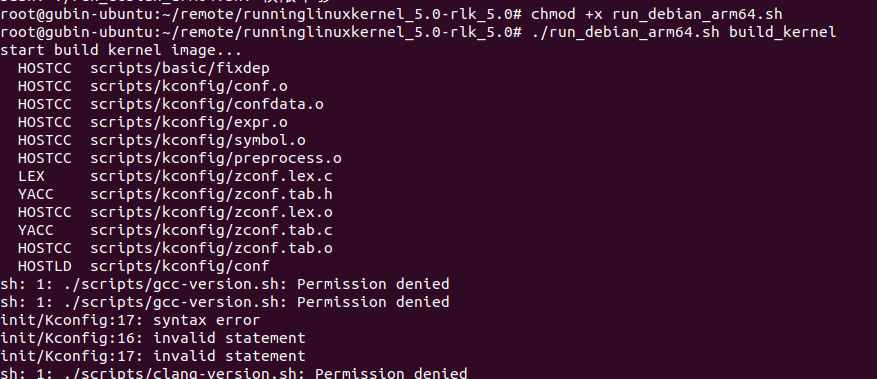 root@gubin-ubuntu:~/remote/runninglinuxkernel_5.0-rlk_5.0# chmod +x run_debian_arm64.sh
root@gubin-ubuntu:~/remote/runninglinuxkernel_5.0-rlk_5.0# ./run_debian_arm64.sh build_kernel
start build kernel image...
  HOSTCC  scripts/basic/fixdep
  HOSTCC  scripts/kconfig/conf.o
  HOSTCC  scripts/kconfig/confdata.o
  HOSTCC  scripts/kconfig/expr.o
  HOSTCC  scripts/kconfig/symbol.o
  HOSTCC  scripts/kconfig/preprocess.o
  LEX     scripts/kconfig/zconf.lex.c
  YACC    scripts/kconfig/zconf.tab.h
  HOSTCC  scripts/kconfig/zconf.lex.o
  YACC    scripts/kconfig/zconf.tab.c
  HOSTCC  scripts/kconfig/zconf.tab.o
  HOSTLD  scripts/kconfig/conf
sh: 1: ./scripts/gcc-version.sh: Permission denied
sh: 1: ./scripts/gcc-version.sh: Permission denied
init/Kconfig:17: syntax error
init/Kconfig:16: invalid statement
init/Kconfig:17: invalid statement
sh: 1: ./scripts/clang-version.sh: Permission denied